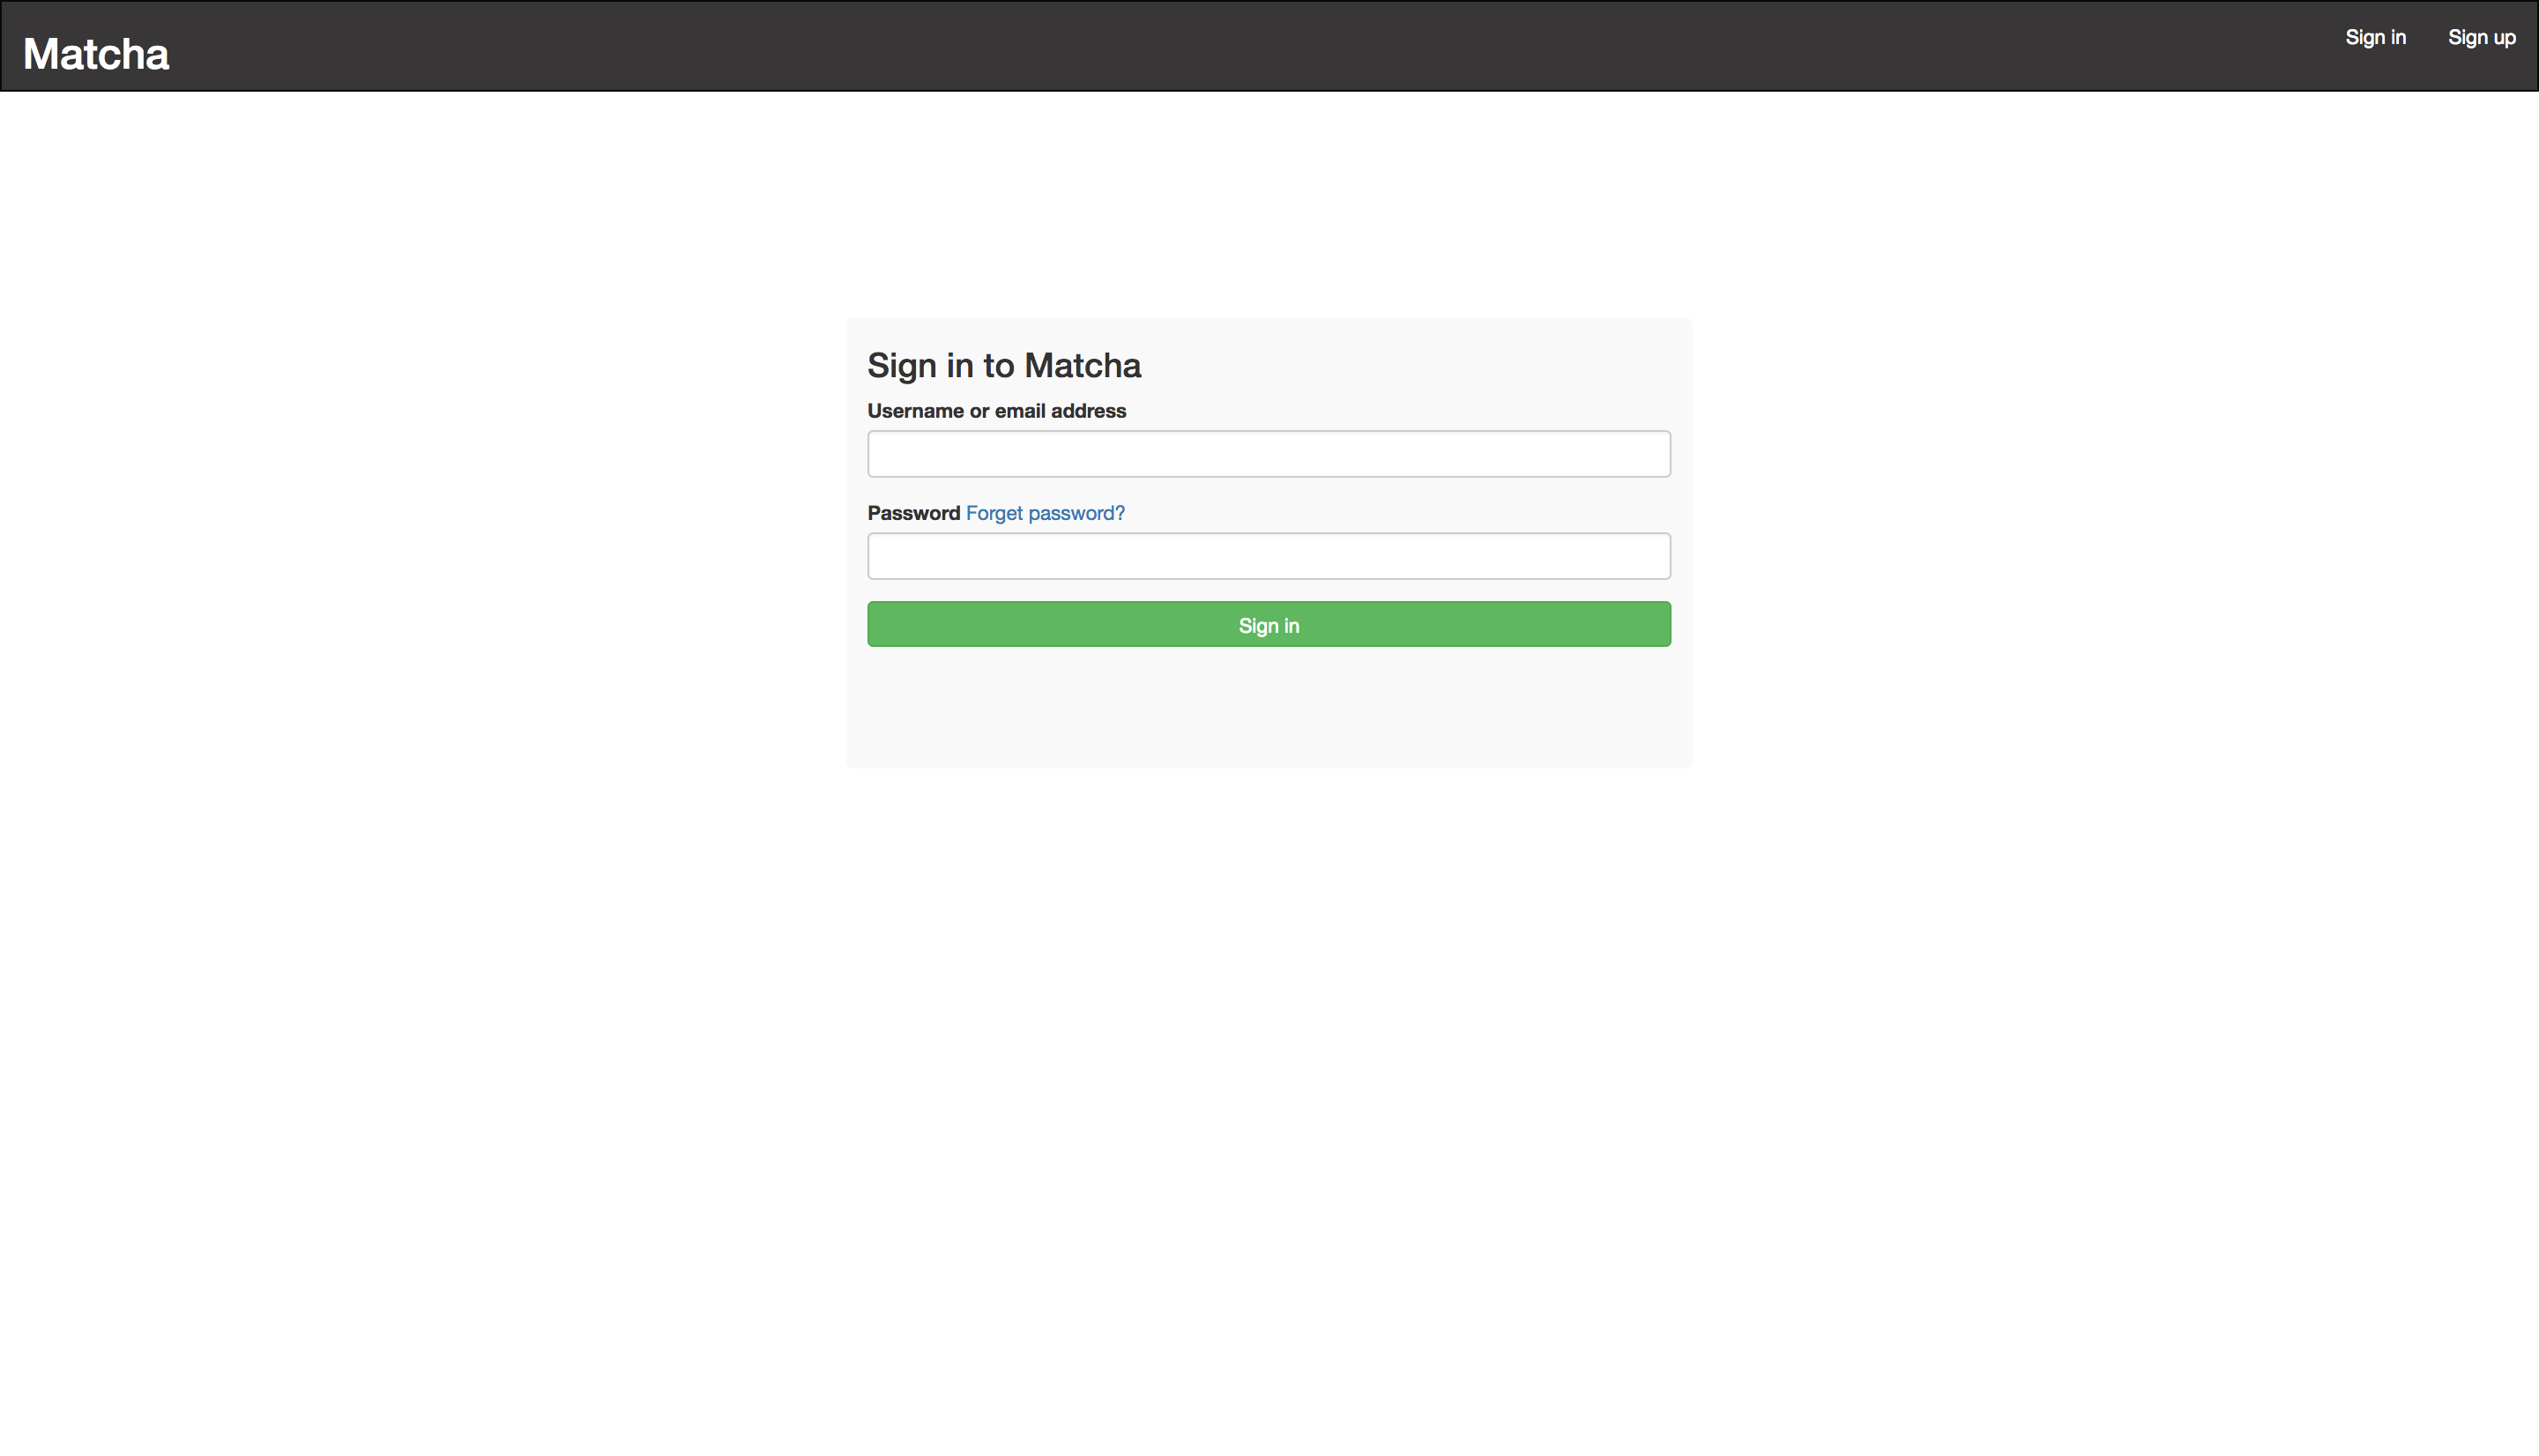 Matcha
Sign in
Sign up
Sign in to Matcha
Username or email address
Password Forget password?
Sign in